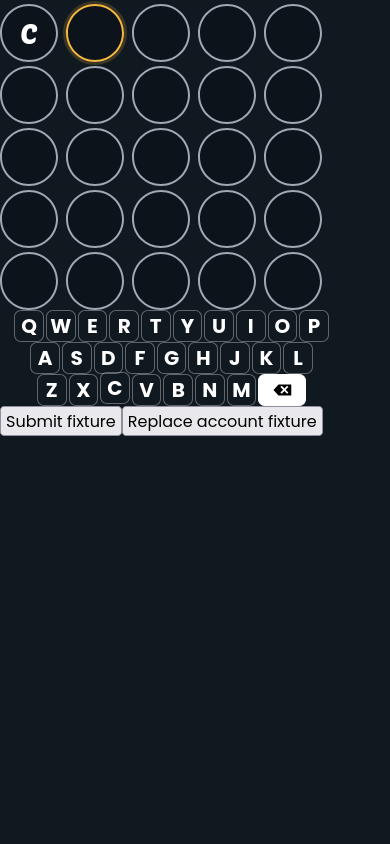 C
Q W E R T Y U I O P
A S D F G H J K L
Z X C V B N M
Submit fixture Replace account fixture